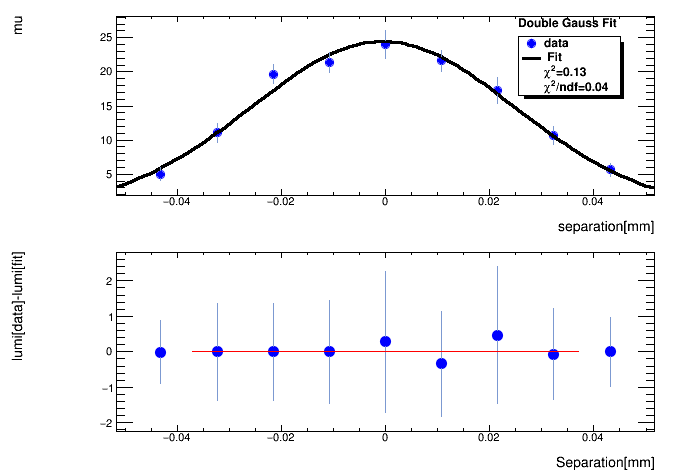 Double Gauss Fit
mu
data
Fit
χ²=0.13
χ²/ndf=0.04
25
20
15
10
5
−0.04 −0.02 0 0.02 0.04
separation[mm]
lumi[data]-lumi[fit]
2
1
0
−1
−2
−0.04 −0.02 0 0.02 0.04
Separation[mm]